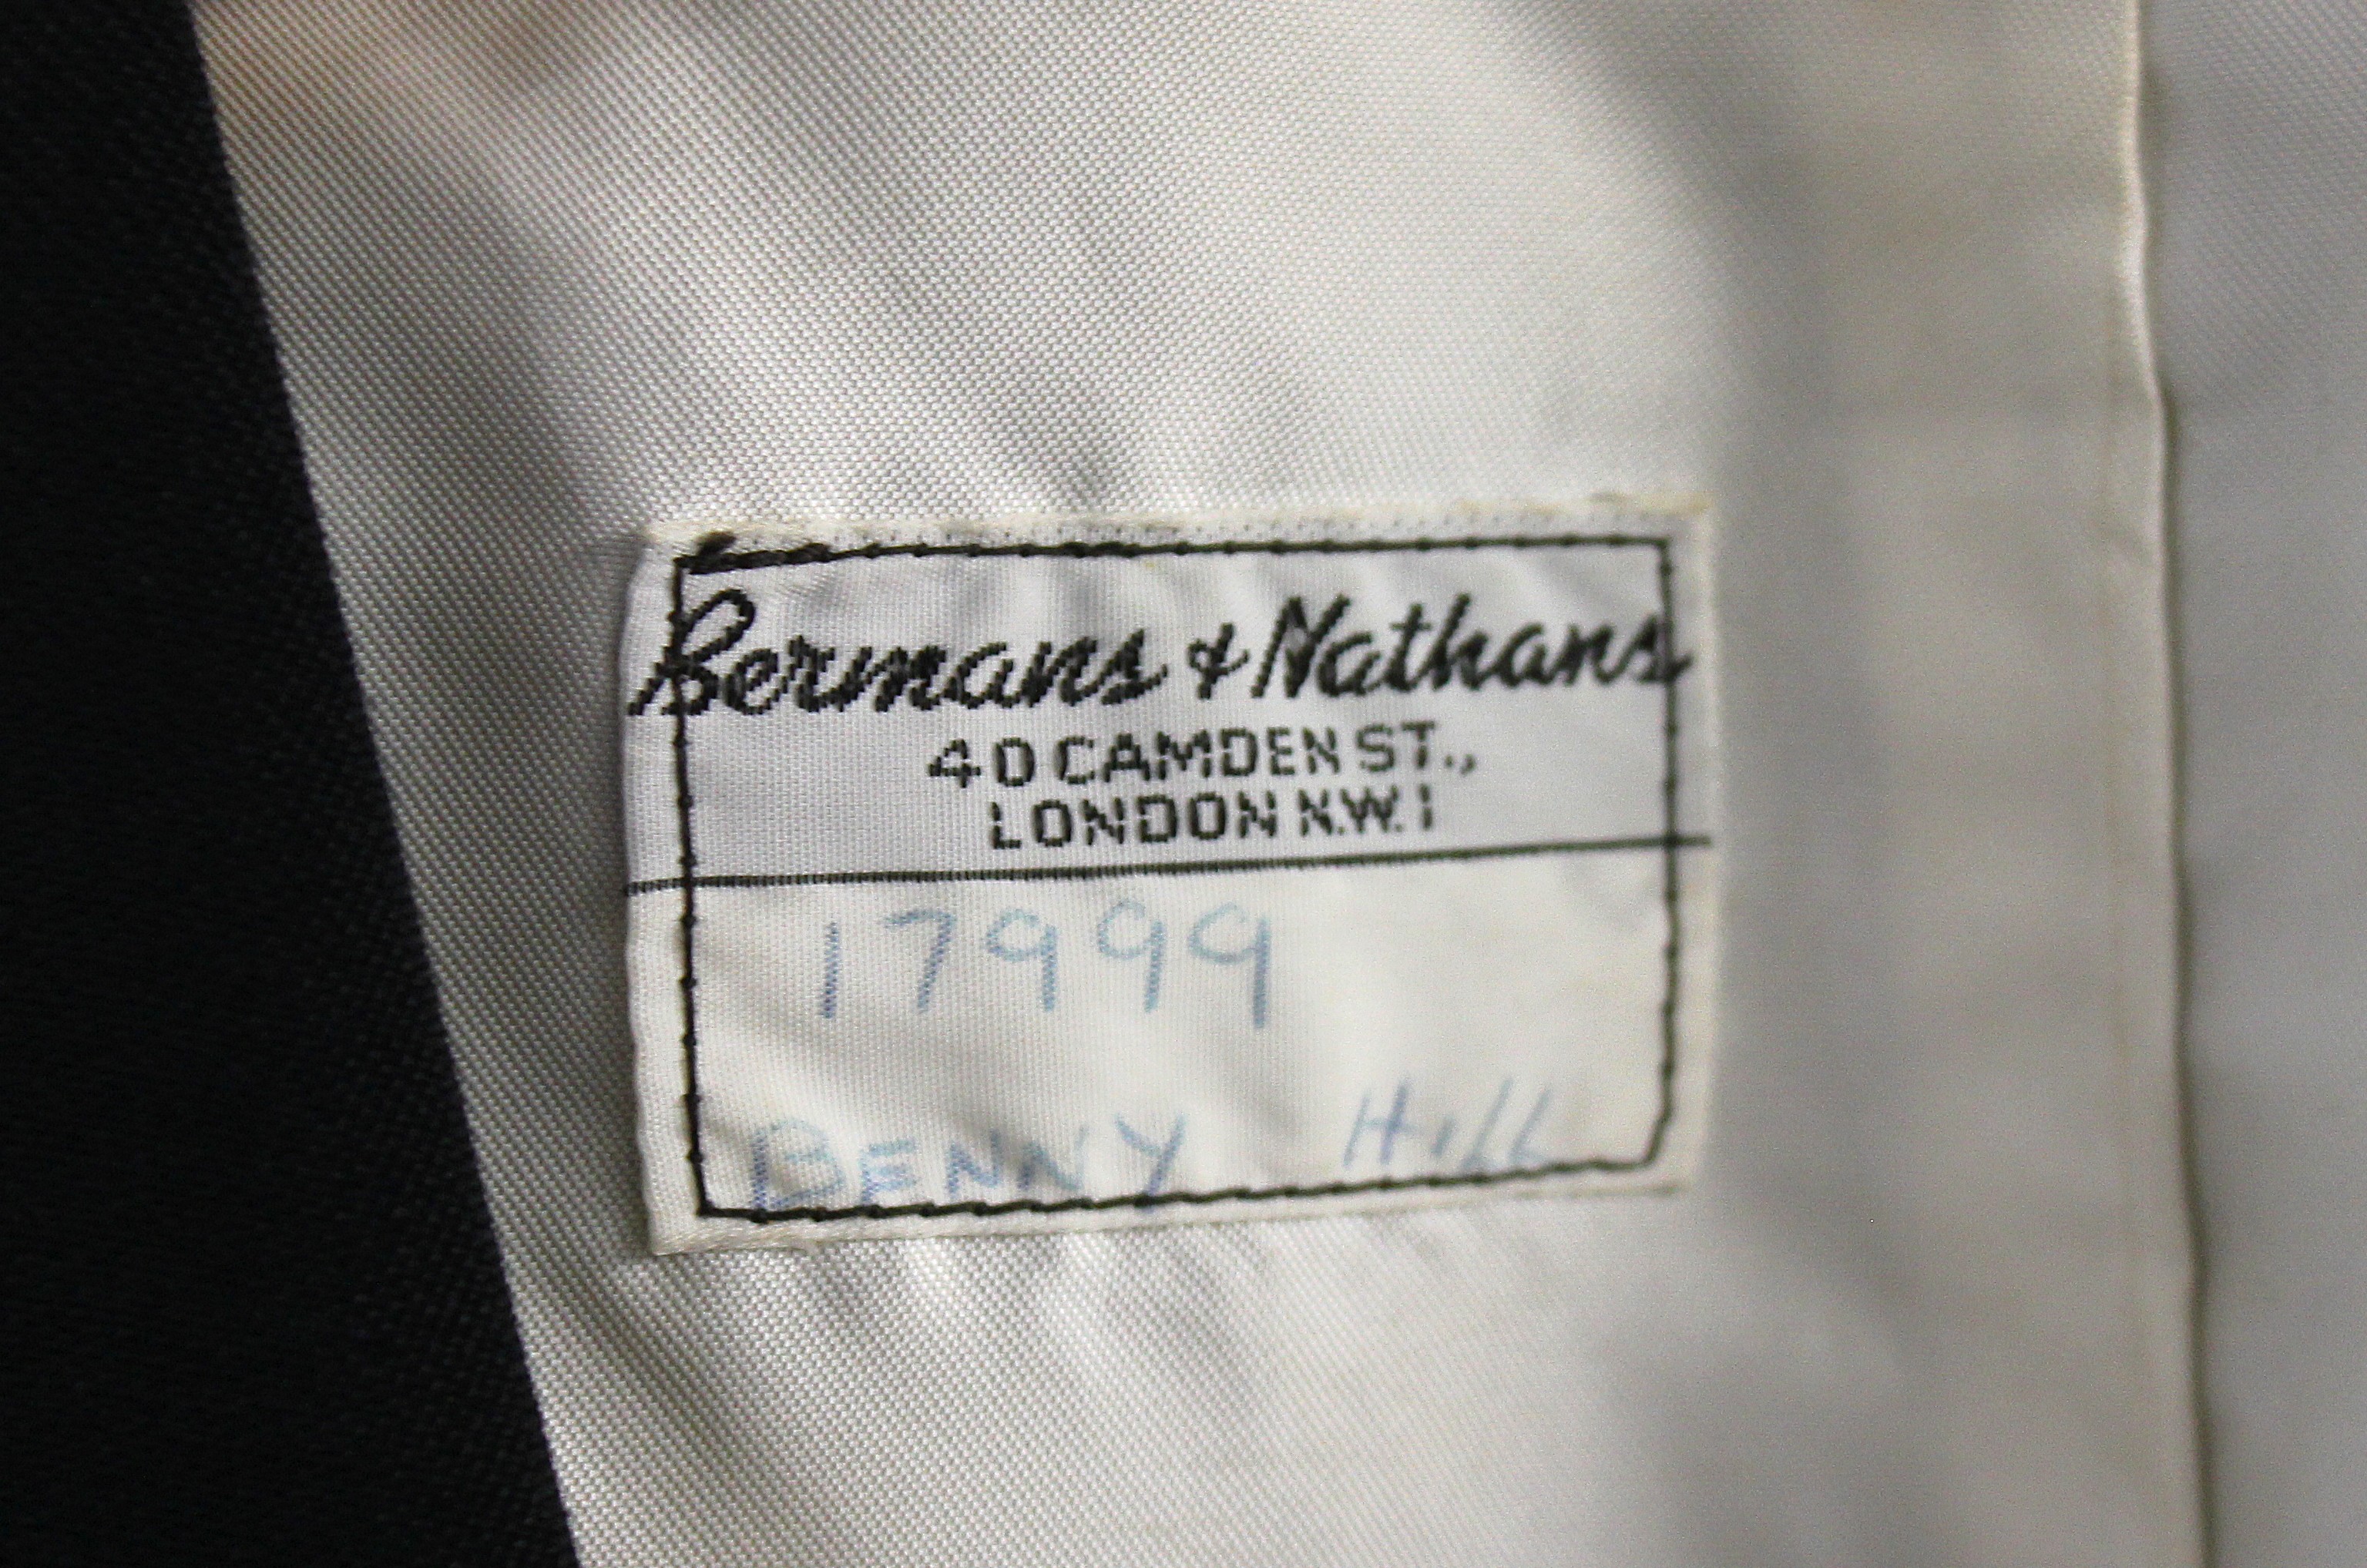 Bermans & Nathans
40 CAMDEN ST.,
LONDON N.W.1
17999
BENNY Hill